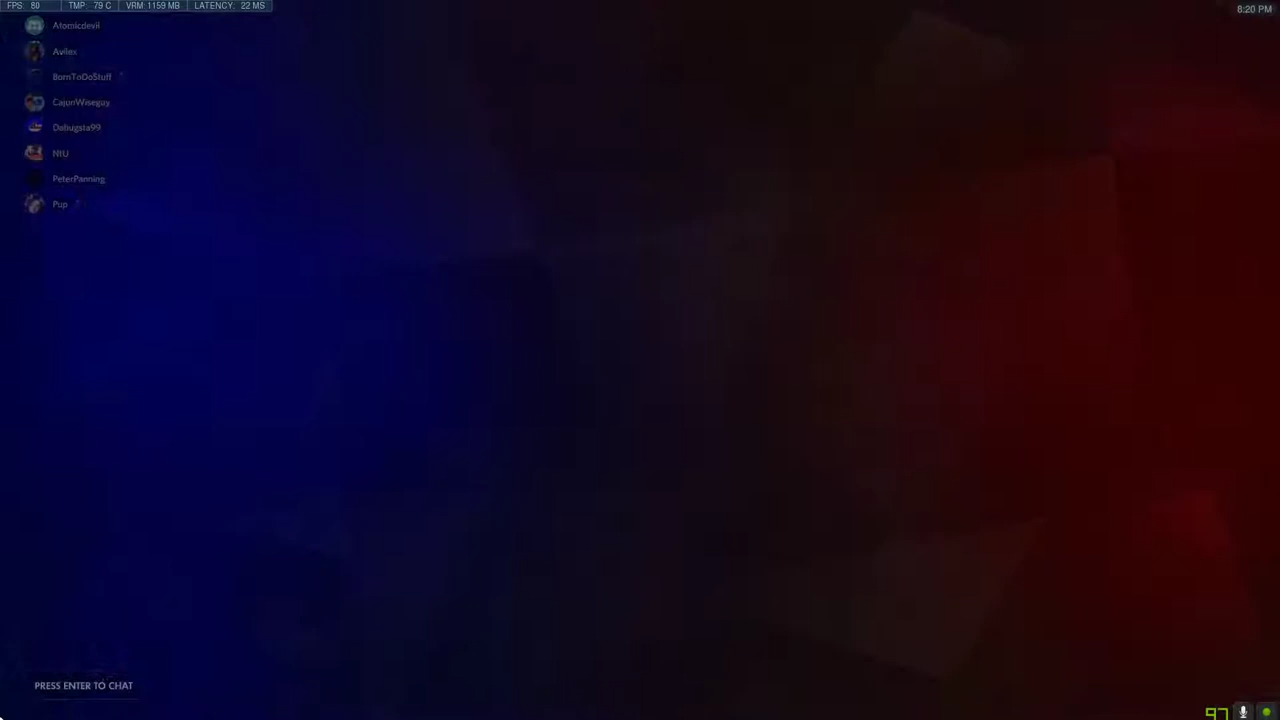 FPS: 80 TMP: 79 C VRM: 1159 MB LATENCY: 22 MS
8:20 PM
Atomicdevil
Avilex
BornToDoStuff
CajunWiseguy
Debugsta99
NIU
PeterPanning
Pup
PRESS ENTER TO CHAT
97